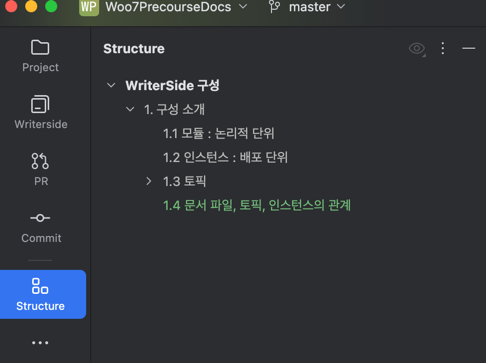 WP Woo7PrecourseDocs master
Project
Writerside
PR
Commit
Structure
Structure
WriterSide 구성
1. 구성 소개
1.1 모듈 : 논리적 단위
1.2 인스턴스 : 배포 단위
1.3 토픽
1.4 문서 파일, 토픽, 인스턴스의 관계